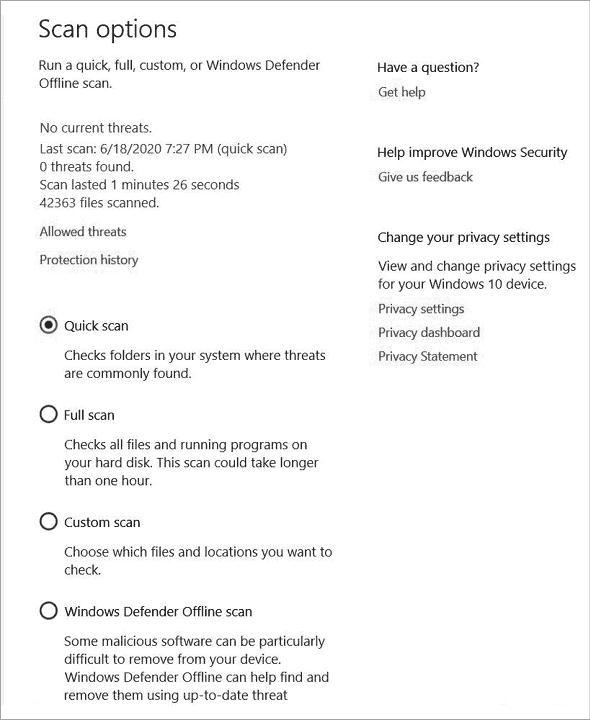 Scan options
Run a quick, full, custom, or Windows Defender
Offline scan.
No current threats.
Last scan: 6/18/2020 7:27 PM (quick scan)
0 threats found.
Scan lasted 1 minutes 26 seconds
42363 files scanned.
Allowed threats
Protection history
Quick scan
Checks folders in your system where threats
are commonly found.
Full scan
Checks all files and running programs on
your hard disk. This scan could take longer
than one hour.
Custom scan
Choose which files and locations you want to
check.
Windows Defender Offline scan
Some malicious software can be particularly
difficult to remove from your device.
Windows Defender Offline can help find and
remove them using up-to-date threat
Have a question?
Get help
Help improve Windows Security
Give us feedback
Change your privacy settings
View and change privacy settings
for your Windows 10 device.
Privacy settings
Privacy dashboard
Privacy Statement